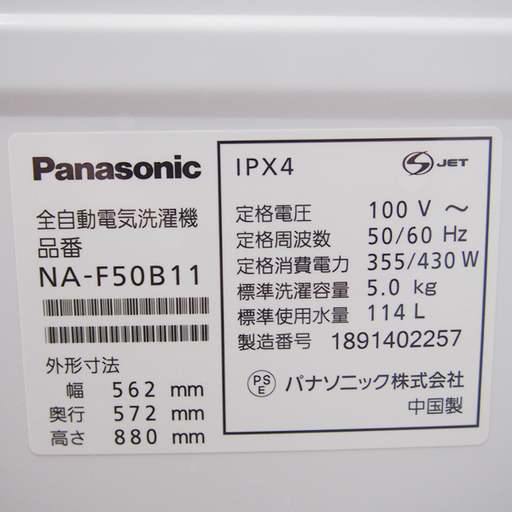 Panasonic
全自動電気洗濯機
品番
NA-F50B11
外形寸法
幅 562 mm
奥行 572 mm
高さ 880 mm
IPX4
S JET
定格電圧 100 V ～
定格周波数 50/60 Hz
定格消費電力 355/430 W
標準洗濯容量 5.0 kg
標準使用水量 114 L
製造番号 1891402257
PS E パナソニック株式会社
中国製